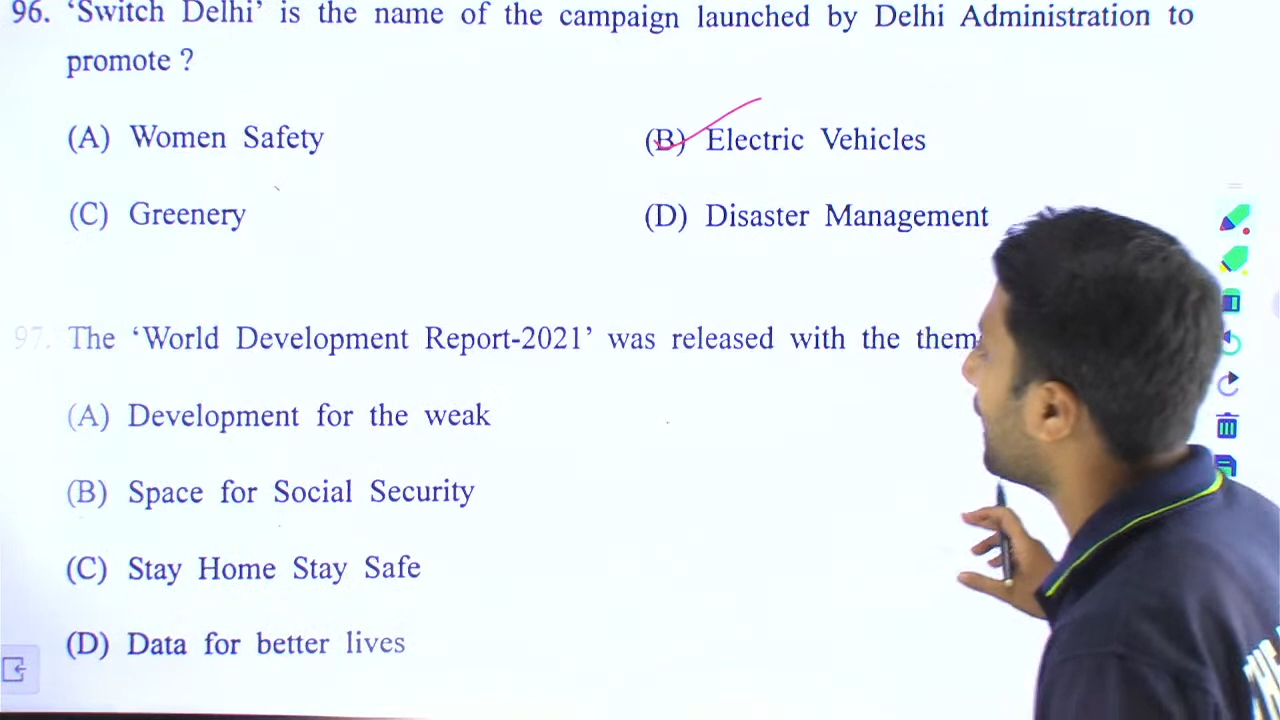 96. ‘Switch Delhi’ is the name of the campaign launched by Delhi Administration to
promote ?
(A) Women Safety
(B) Electric Vehicles
(C) Greenery
(D) Disaster Management
97. The ‘World Development Report-2021’ was released with the them
(A) Development for the weak
(B) Space for Social Security
(C) Stay Home Stay Safe
(D) Data for better lives
THE